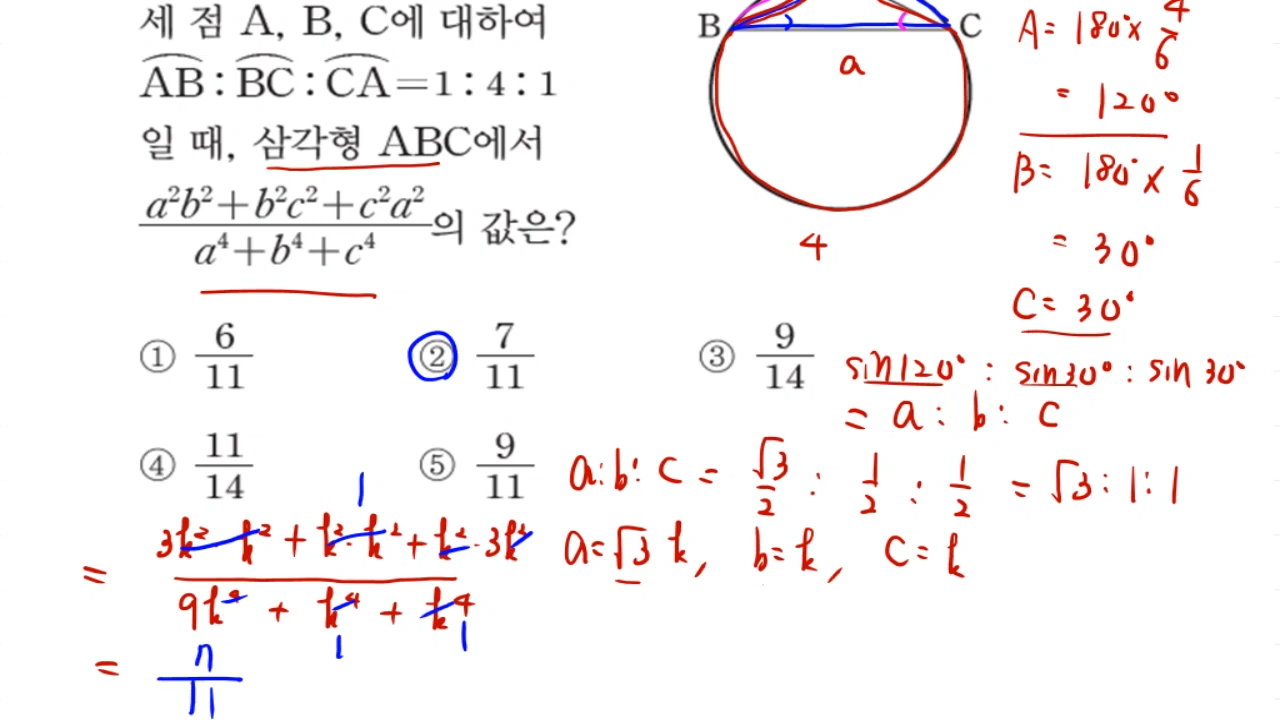 세 점 A, B, C에 대하여
AB : BC : CA = 1 : 4 : 1
일 때, 삼각형 ABC에서
a²b²+b²c²+c²a²
a⁴+b⁴+c⁴
의 값은?
B
C
a
4
A= 180°× 4/6
= 120°
B= 180°× 1/6
= 30°
C= 30°
① 6/11
② 7/11
③ 9/14
④ 11/14
⑤ 9/11
sin120° : sin30° : sin 30°
= a : b : c
a:b:c = √3/2 : 1/2 : 1/2 = √3 : 1 : 1
a=√3 k, b=k, c=k
1
= 3k²·k² + k²·k² + k²·3k²
9k⁴ + k⁴ + k⁴
1 1
= 7/11